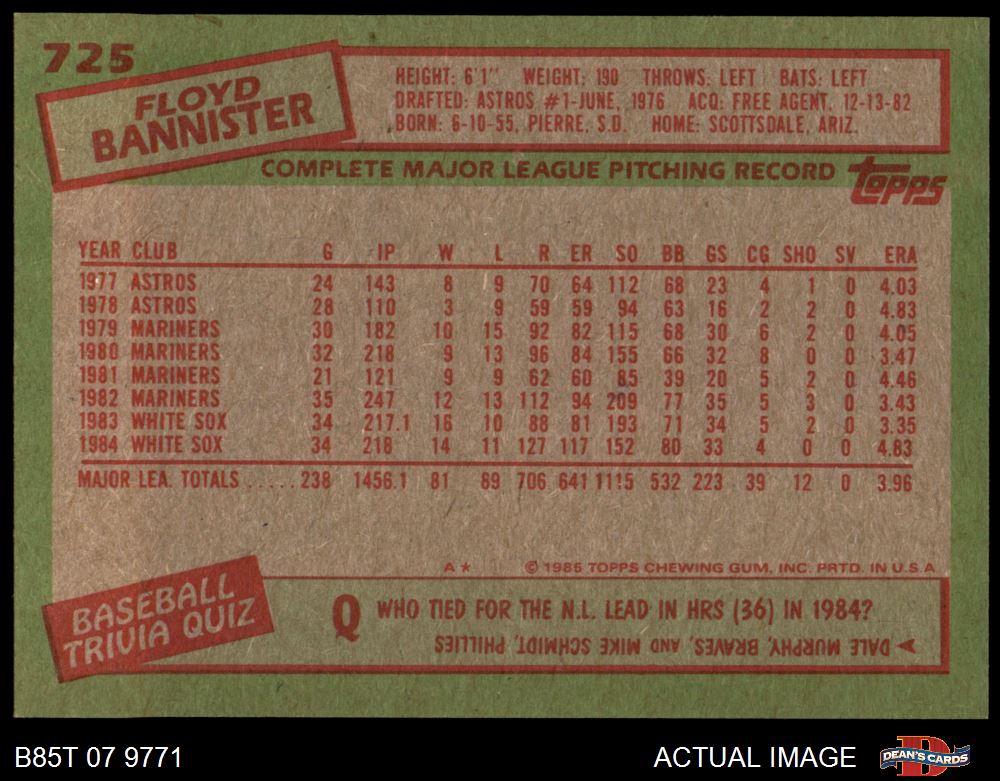 725
FLOYD
BANNISTER
HEIGHT: 6'1" WEIGHT: 190 THROWS: LEFT BATS: LEFT
DRAFTED: ASTROS #1-JUNE, 1976 ACQ: FREE AGENT, 12-13-82
BORN: 6-10-55, PIERRE, S.D. HOME: SCOTTSDALE, ARIZ.
COMPLETE MAJOR LEAGUE PITCHING RECORD
topps
YEAR CLUB G IP W L R ER SO BB GS CG SHO SV ERA
1977 ASTROS 24 143 8 9 70 64 112 68 23 4 1 0 4.03
1978 ASTROS 28 110 3 9 59 59 94 63 16 2 2 0 4.83
1979 MARINERS 30 182 10 15 92 82 115 68 30 6 2 0 4.05
1980 MARINERS 32 218 9 13 96 84 155 66 32 8 0 0 3.47
1981 MARINERS 21 121 9 9 62 60 85 39 20 5 2 0 4.46
1982 MARINERS 35 247 12 13 112 94 209 77 35 5 3 0 3.43
1983 WHITE SOX 34 217.1 16 10 88 81 193 71 34 5 2 0 3.35
1984 WHITE SOX 34 218 14 11 127 117 152 80 33 4 0 0 4.83
MAJOR LEA. TOTALS ..... 238 1456.1 81 89 706 641 1115 532 223 39 12 0 3.96
A* © 1985 TOPPS CHEWING GUM, INC. PRTD. IN U.S.A
BASEBALL
TRIVIA QUIZ
Q WHO TIED FOR THE N.L. LEAD IN HRS (36) IN 1984?
DALE MURPHY, BRAVES, AND MIKE SCHMIDT, PHILLIES
B85T 07 9771
ACTUAL IMAGE
DEAN'S CARDS